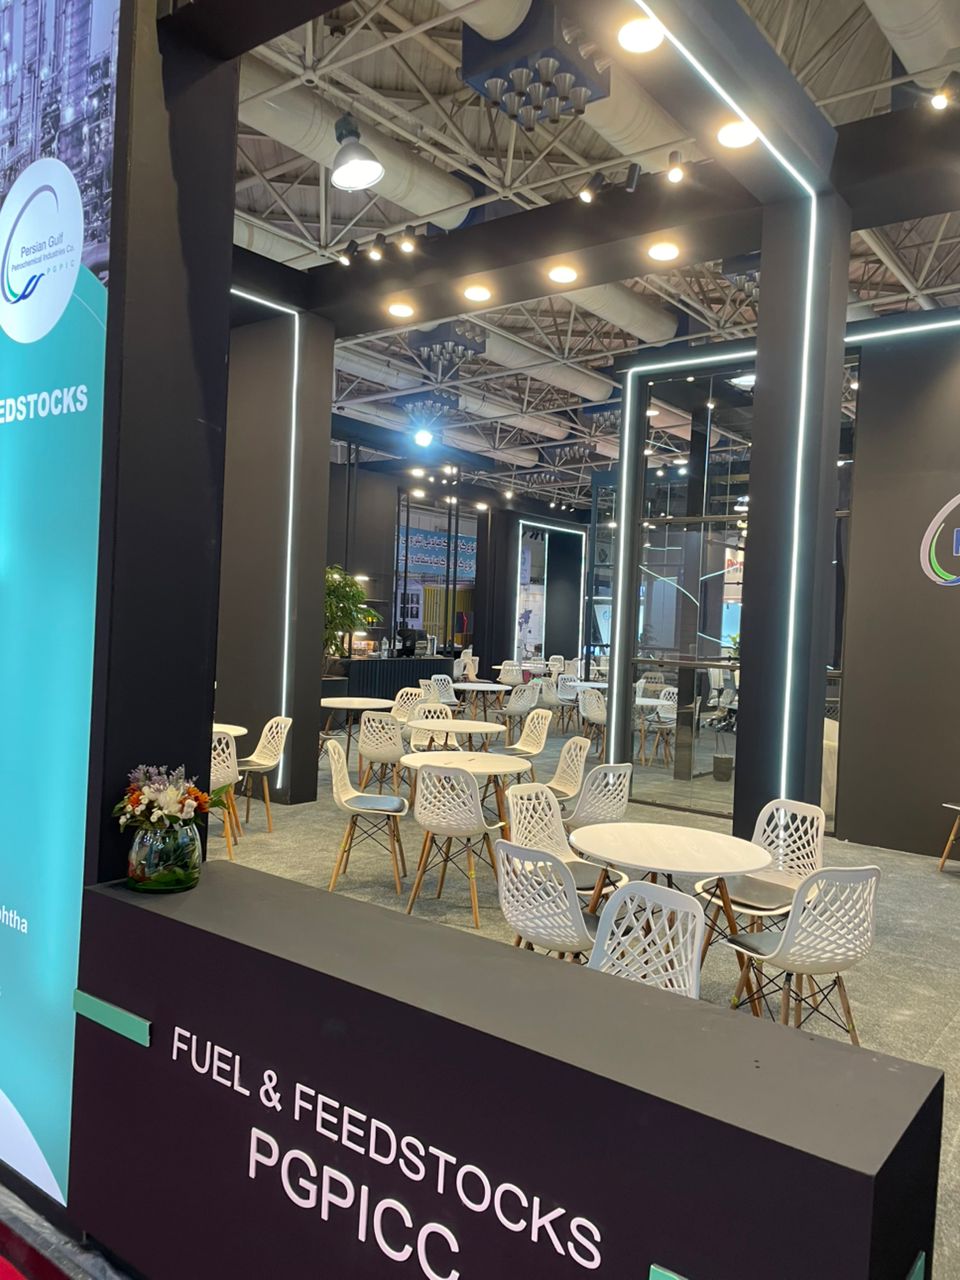 Persian Gulf
Petrochemical Industries Co.
PGPIC
EDSTOCKS
phtha
FUEL & FEEDSTOCKS
PGPICC